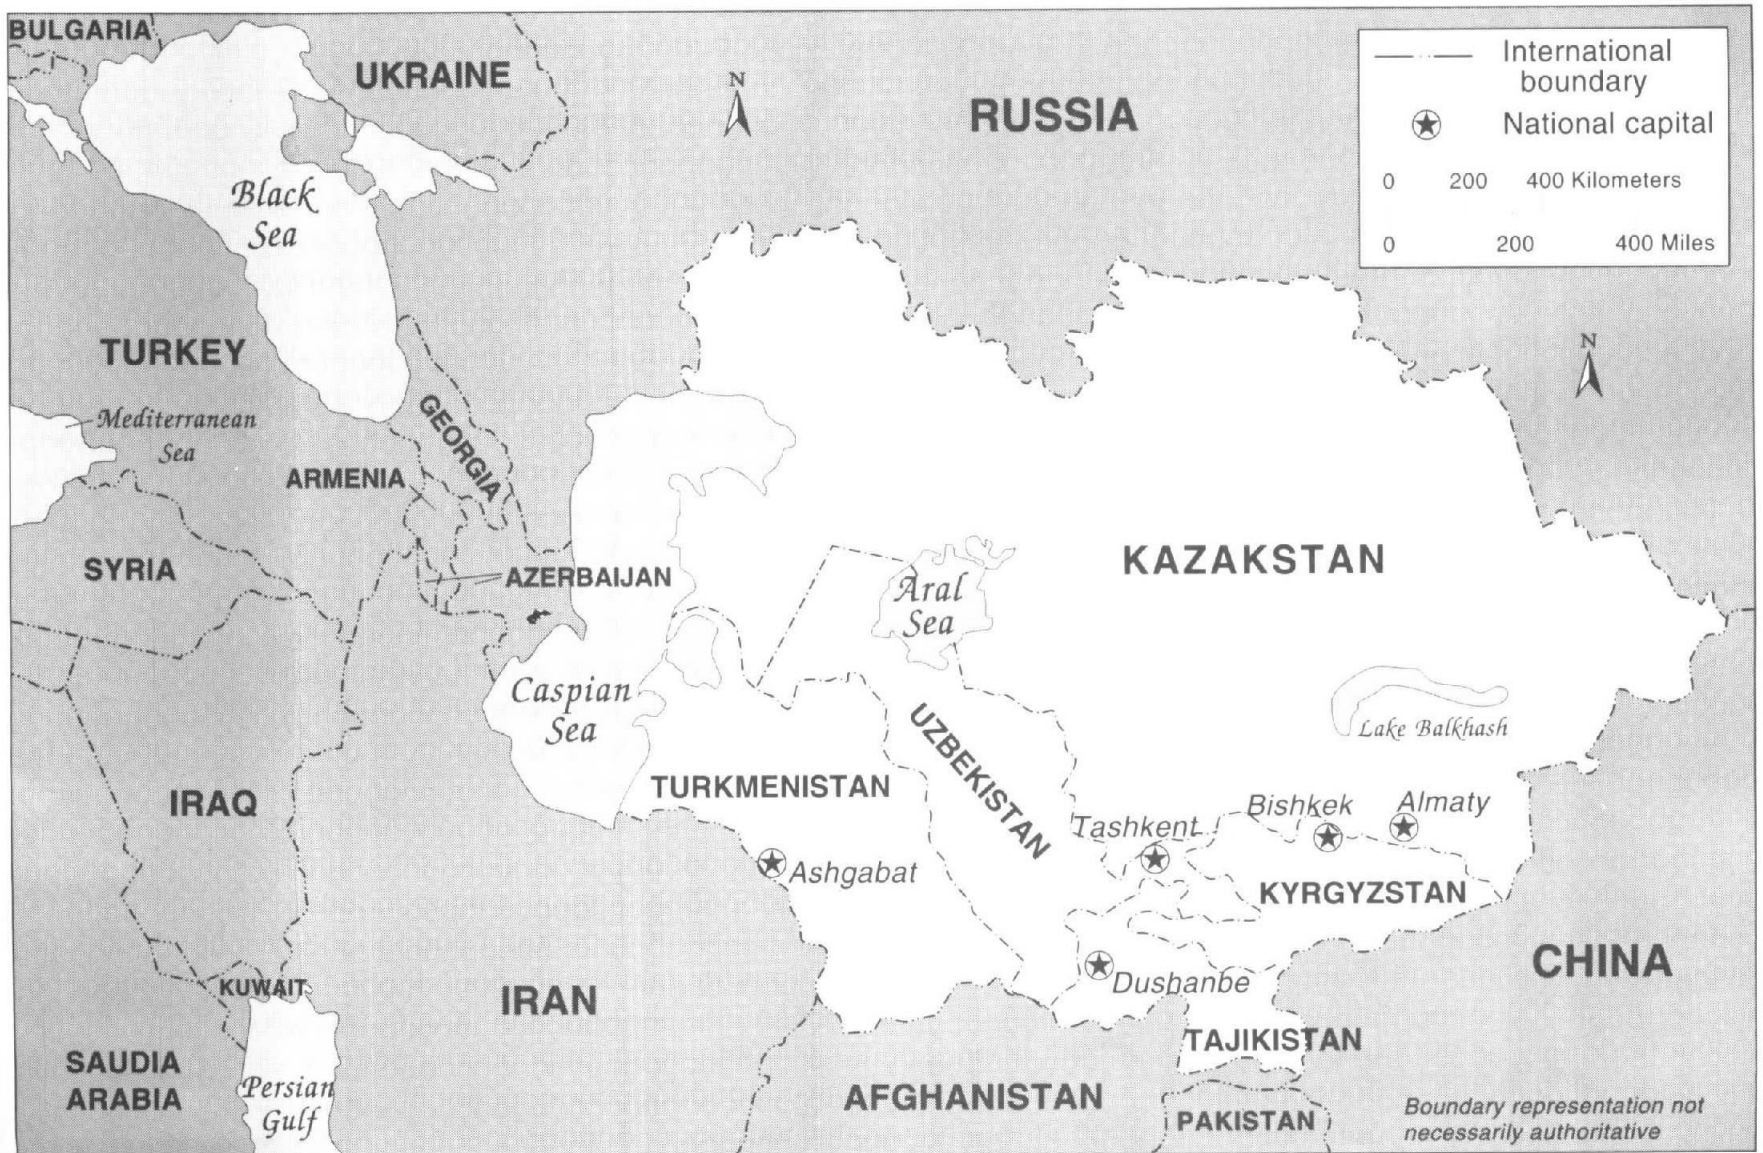 BULGARIA
UKRAINE
N
RUSSIA
International
boundary
National capital
0 200 400 Kilometers
0 200 400 Miles
Black
Sea
TURKEY
N
Mediterranean
Sea
GEORGIA
ARMENIA
SYRIA
AZERBAIJAN
KAZAKSTAN
Aral
Sea
Caspian
Sea
UZBEKISTAN
Lake Balkhash
TURKMENISTAN
IRAQ
Tashkent
Bishkek
Almaty
Ashgabat
KYRGYZSTAN
CHINA
KUWAIT
IRAN
Dushanbe
TAJIKISTAN
SAUDIA
ARABIA
Persian
Gulf
AFGHANISTAN
PAKISTAN
Boundary representation not
necessarily authoritative